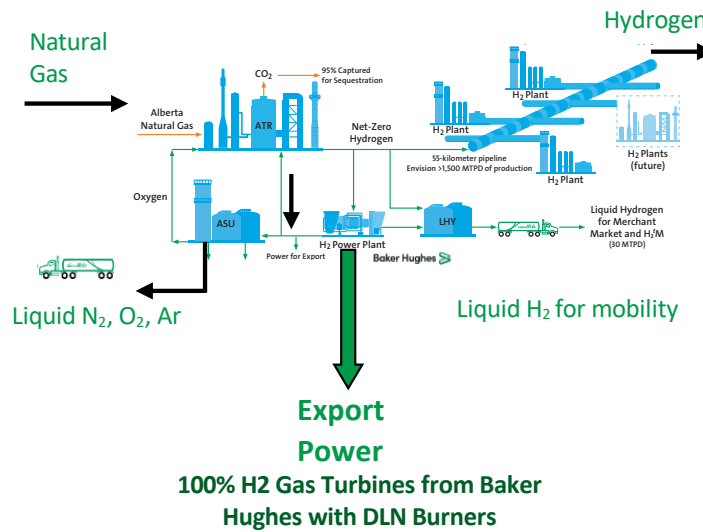 Hydrogen
Natural
Gas
CO₂
95% Captured
for Sequestration
H₂ Plant
Alberta
Natural Gas
ATR
H₂ Plant
Net-Zero
Hydrogen
55-kilometer pipeline
Envision >1,500 MTPD of production
H₂ Plant
H₂ Plants
(future)
Oxygen
ASU
H₂ Power Plant
LHY
Liquid Hydrogen
for Merchant
Market and H₂fM
(30 MTPD)
Power for Export
Baker Hughes
Liquid N₂, O₂, Ar
Liquid H₂ for mobility
Export
Power
100% H2 Gas Turbines from Baker
Hughes with DLN Burners